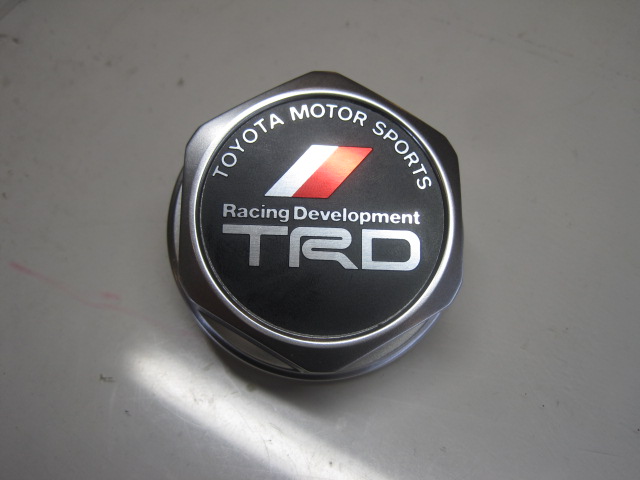 TOYOTA MOTOR SPORTS
Racing Development
TRD